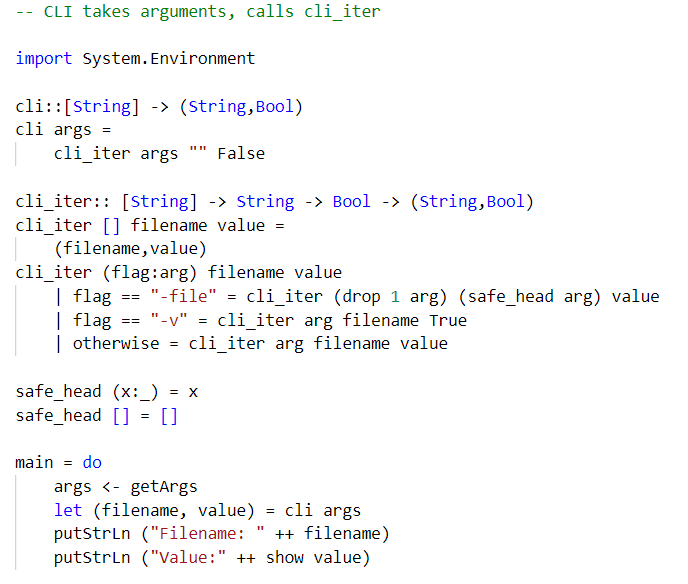 -- CLI takes arguments, calls cli_iter
import System.Environment
cli::[String] -> (String,Bool)
cli args =
    cli_iter args "" False
cli_iter:: [String] -> String -> Bool -> (String,Bool)
cli_iter [] filename value =
    (filename,value)
cli_iter (flag:arg) filename value
    | flag == "-file" = cli_iter (drop 1 arg) (safe_head arg) value
    | flag == "-v" = cli_iter arg filename True
    | otherwise = cli_iter arg filename value
safe_head (x:_) = x
safe_head [] = []
main = do
    args <- getArgs
    let (filename, value) = cli args
    putStrLn ("Filename: " ++ filename)
    putStrLn ("Value:" ++ show value)